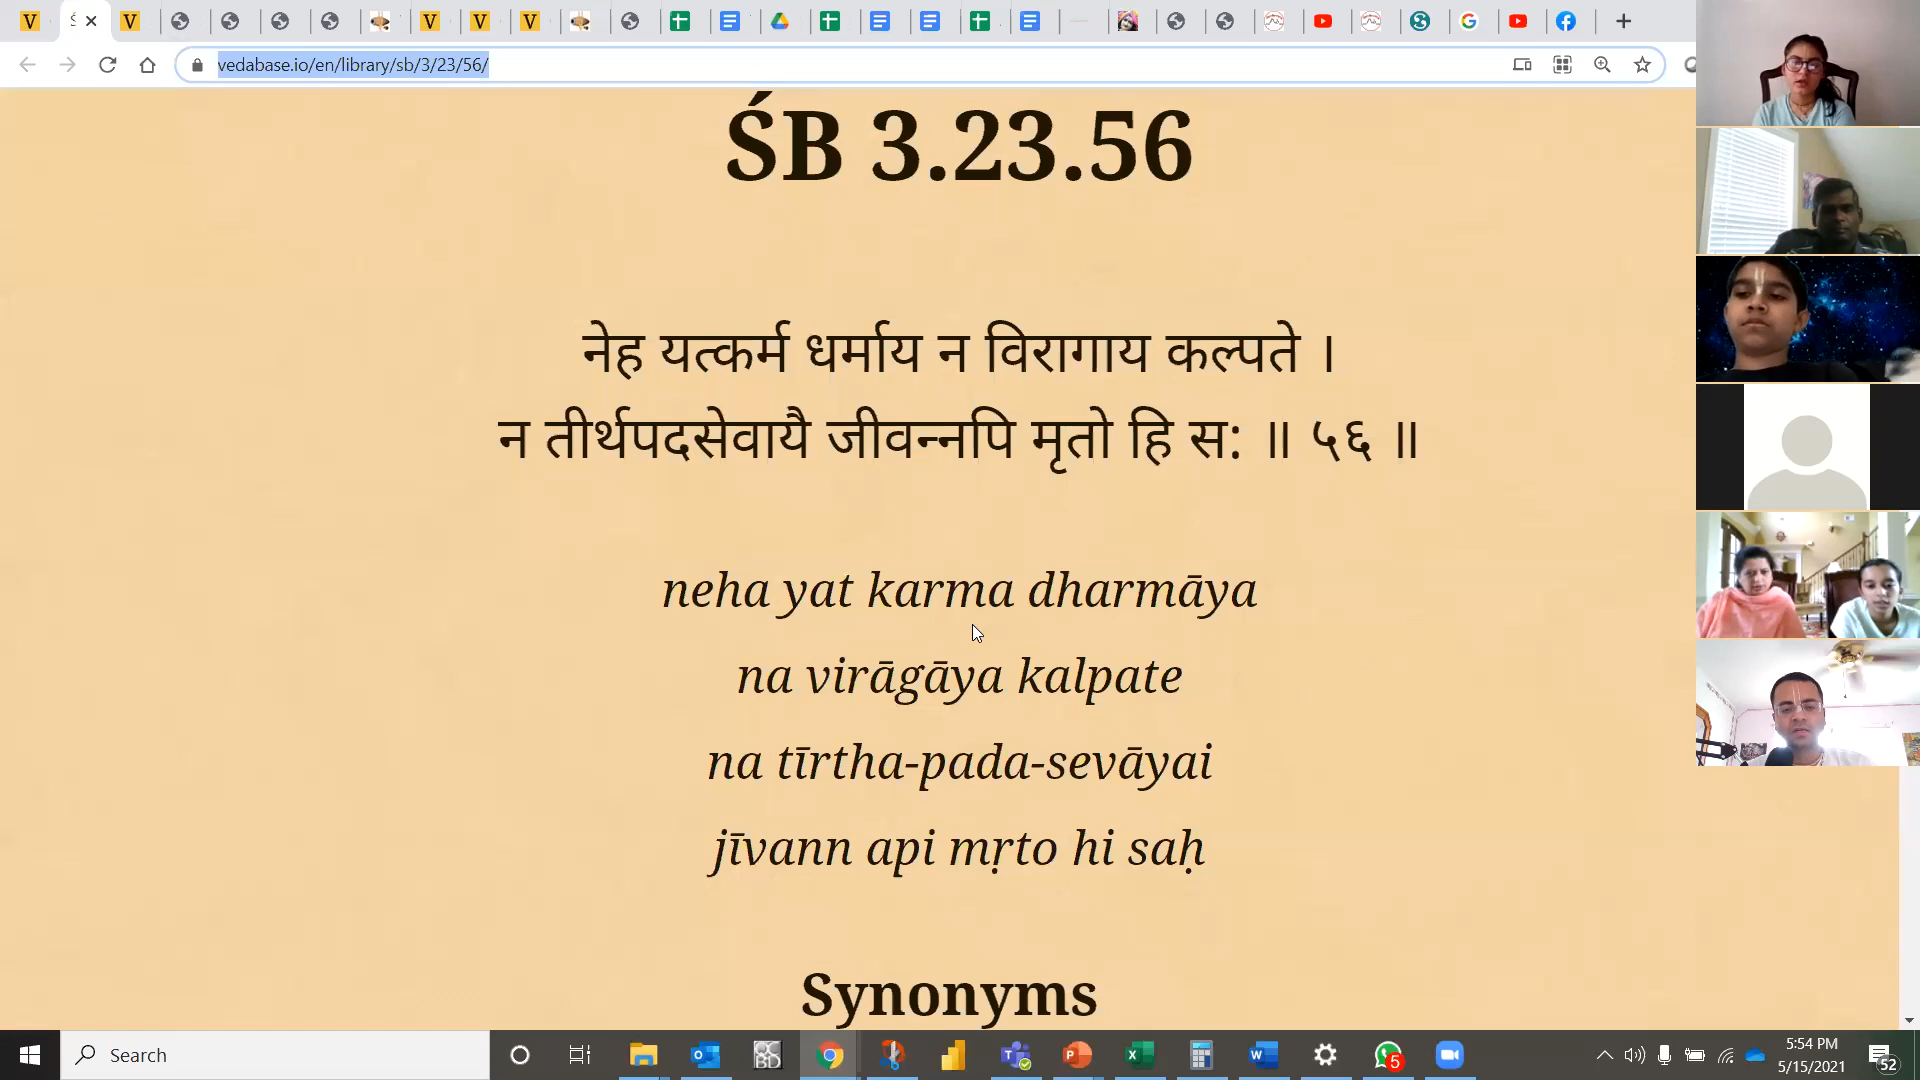 vedabase.io/en/library/sb/3/23/56/
ŚB 3.23.56
नेह यत्कर्म धर्माय न विरागाय कल्पते ।
न तीर्थपदसेवायै जीवन्नपि मृतो हि स: ॥ ५६ ॥
neha yat karma dharmāya
na virāgāya kalpate
na tīrtha-pada-sevāyai
jīvann api mṛto hi saḥ
Synonyms
Search
5
5:54 PM
5/15/2021
52